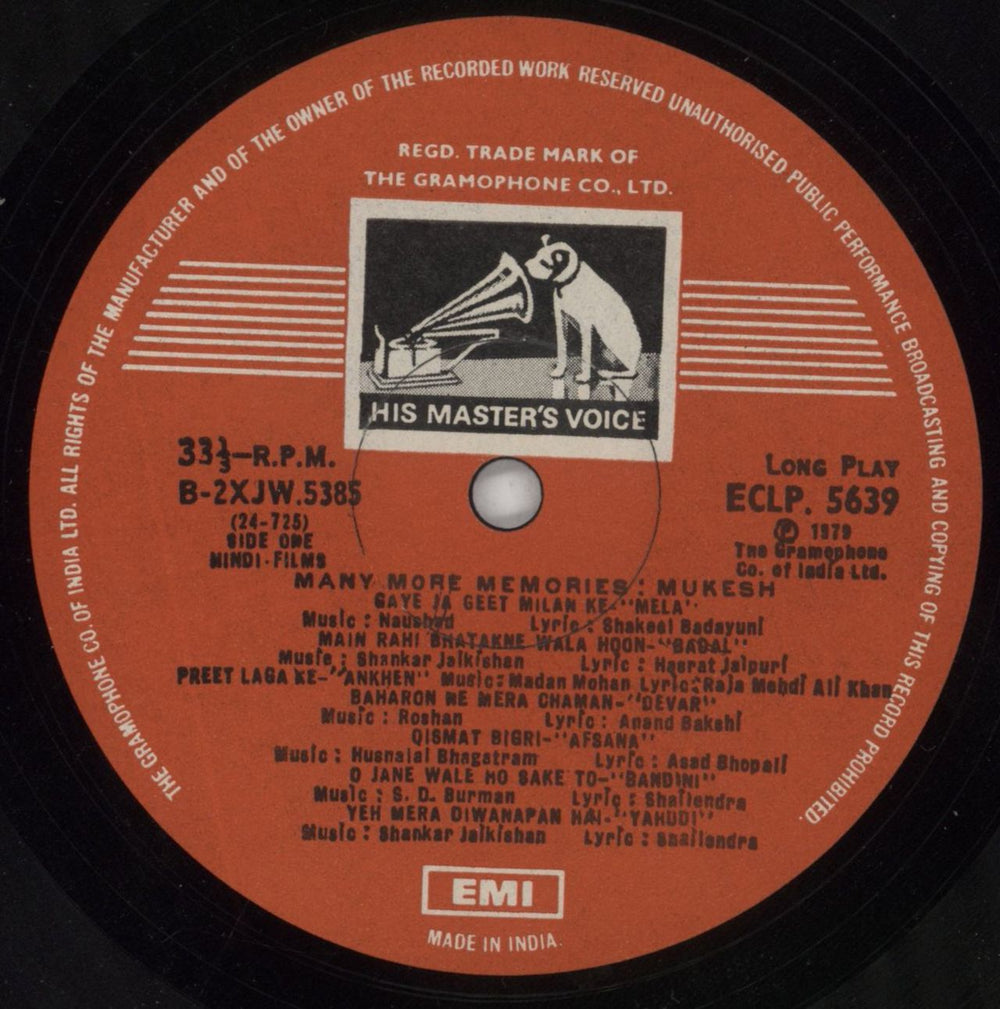 THE GRAMOPHONE CO. OF INDIA LTD. ALL RIGHTS OF THE MANUFACTURER AND OF THE OWNER OF THE RECORDED WORK RESERVED UNAUTHORISED PUBLIC PERFORMANCE BROADCASTING AND COPYING OF THIS RECORD PROHIBITED.
REGD. TRADE MARK OF
THE GRAMOPHONE CO., LTD.
HIS MASTER'S VOICE
33⅓-R.P.M.
B-2XJW.5385
(24-725)
SIDE ONE
HINDI-FILMS
LONG PLAY
ECLP. 5639
Ⓟ 1979
The Gramophone
Co. of India Ltd.
MANY MORE MEMORIES: MUKESH
GAYE JA GEET MILAN KE-"MELA"
Music : Naushad Lyric : Shakeel Badayuni
MAIN RAHI BHATAKNE WALA HOON-"BADAL"
Music : Shankar Jaikishan Lyric : Hasrat Jaipuri
PREET LAGA KE-"ANKHEN" Music: Madan Mohan Lyric: Raja Mehdi Ali Khan
BAHARON NE MERA CHAMAN-"DEVAR"
Music : Roshan Lyric : Anand Bakshi
QISMAT BIGRI-"AFSANA"
Music : Husnalal Bhagatram Lyric : Asad Bhopali
O JANE WALE HO SAKE TO-"BANDINI"
Music : S. D. Burman Lyric : Shailendra
YEH MERA DIWANAPAN HAI-"YAHUDI"
Music : Shankar Jaikishan Lyric : Shailendra
EMI
MADE IN INDIA.